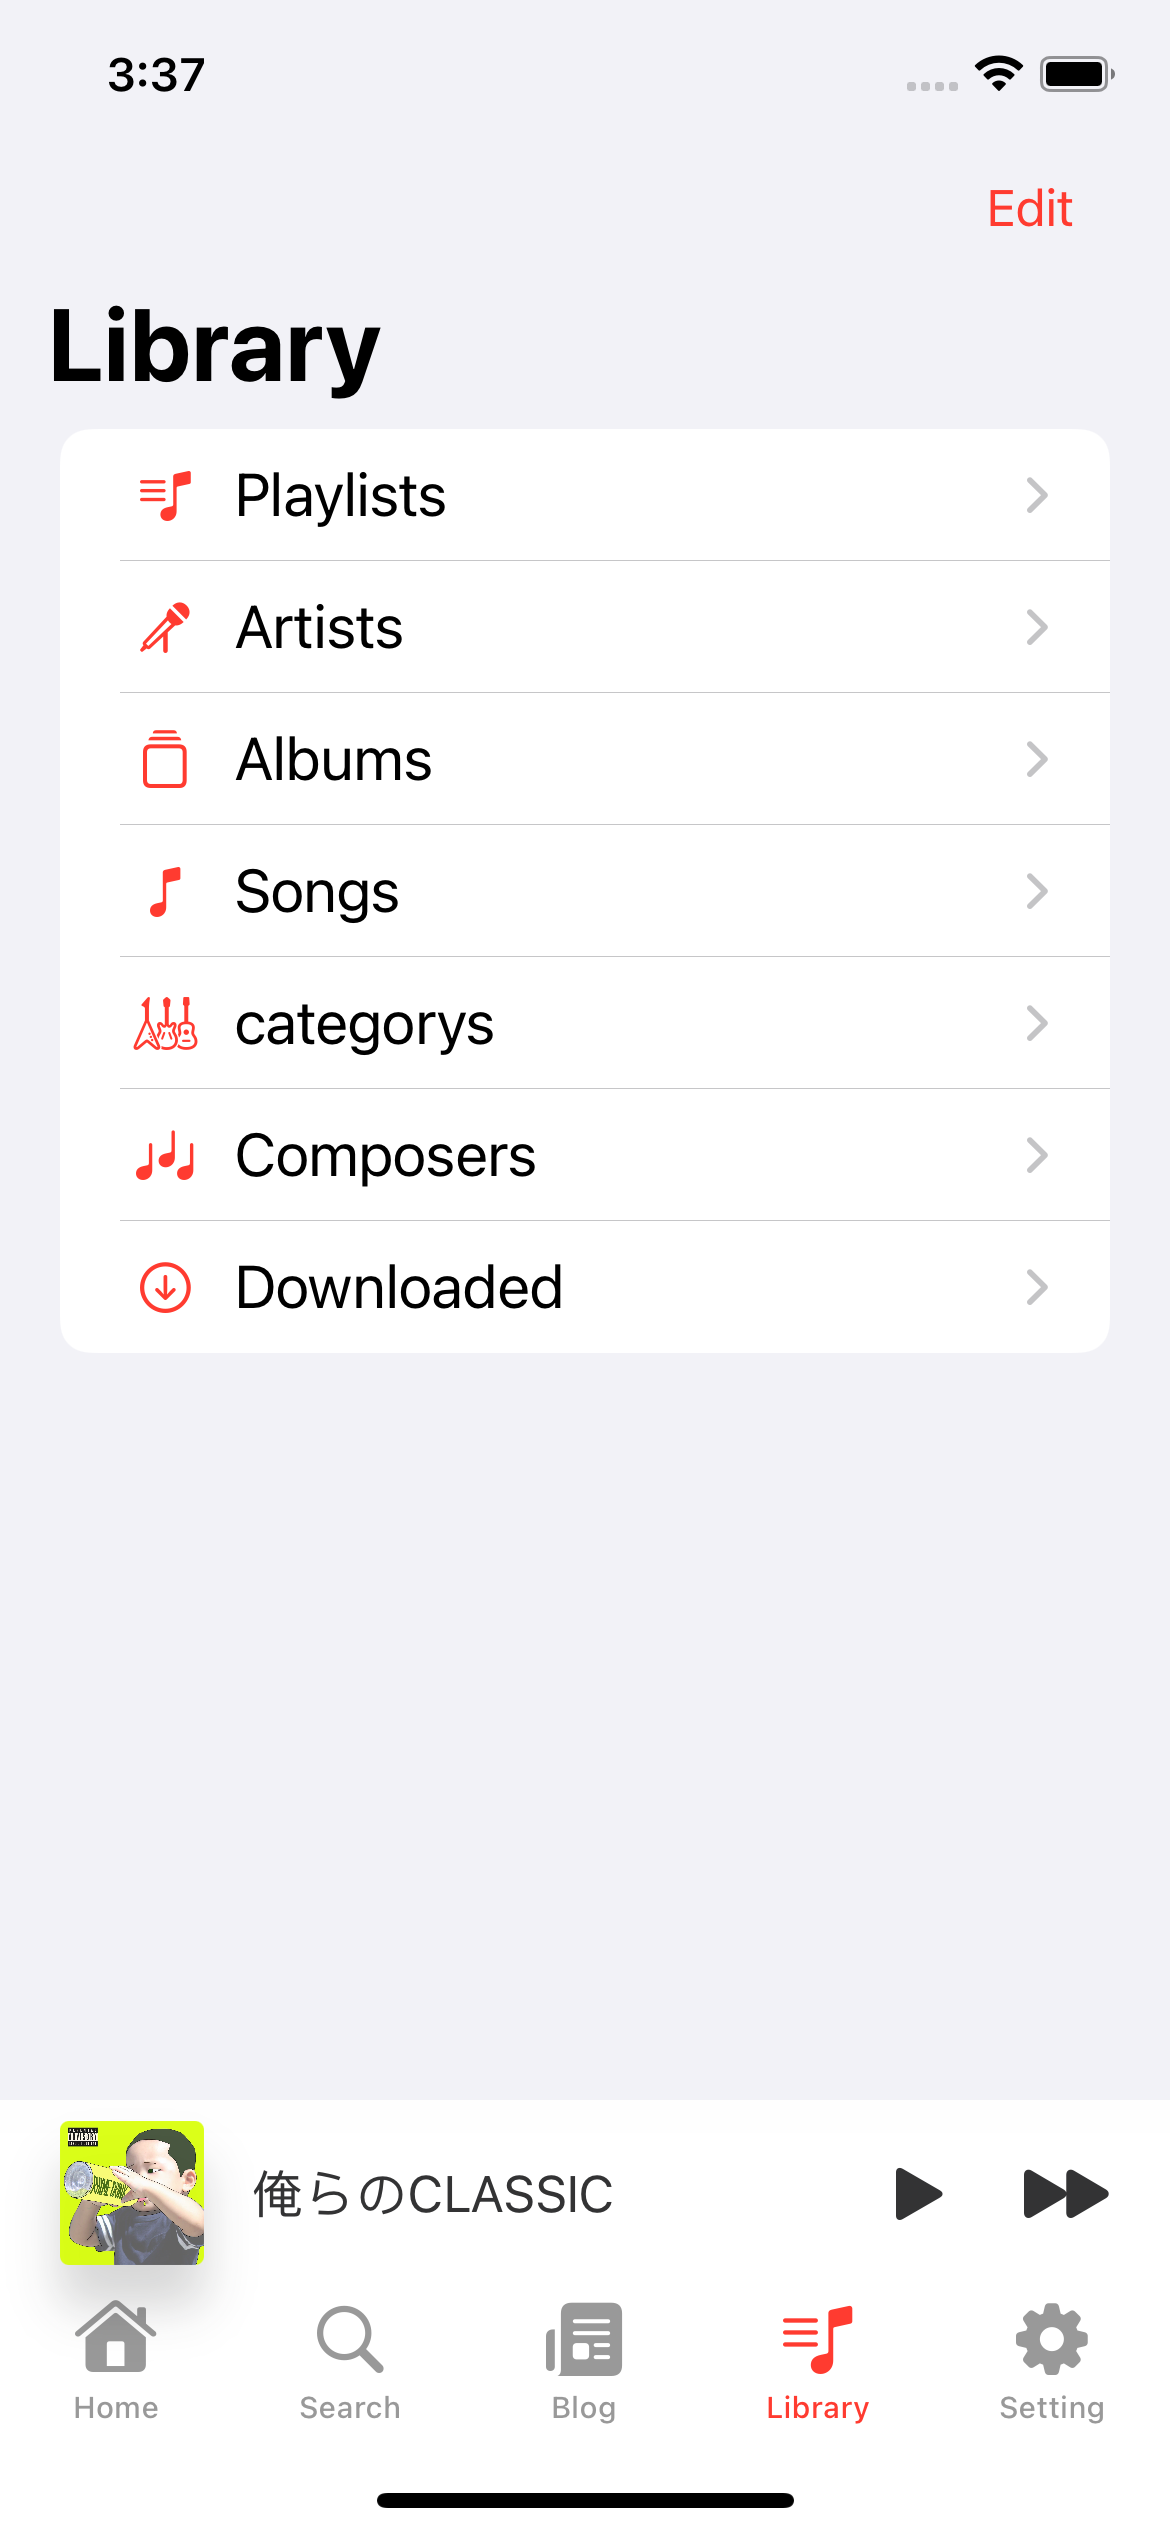 3:37
Edit
Library
Playlists
Artists
Albums
Songs
categorys
Composers
Downloaded
俺らのCLASSIC
Home
Search
Blog
Library
Setting